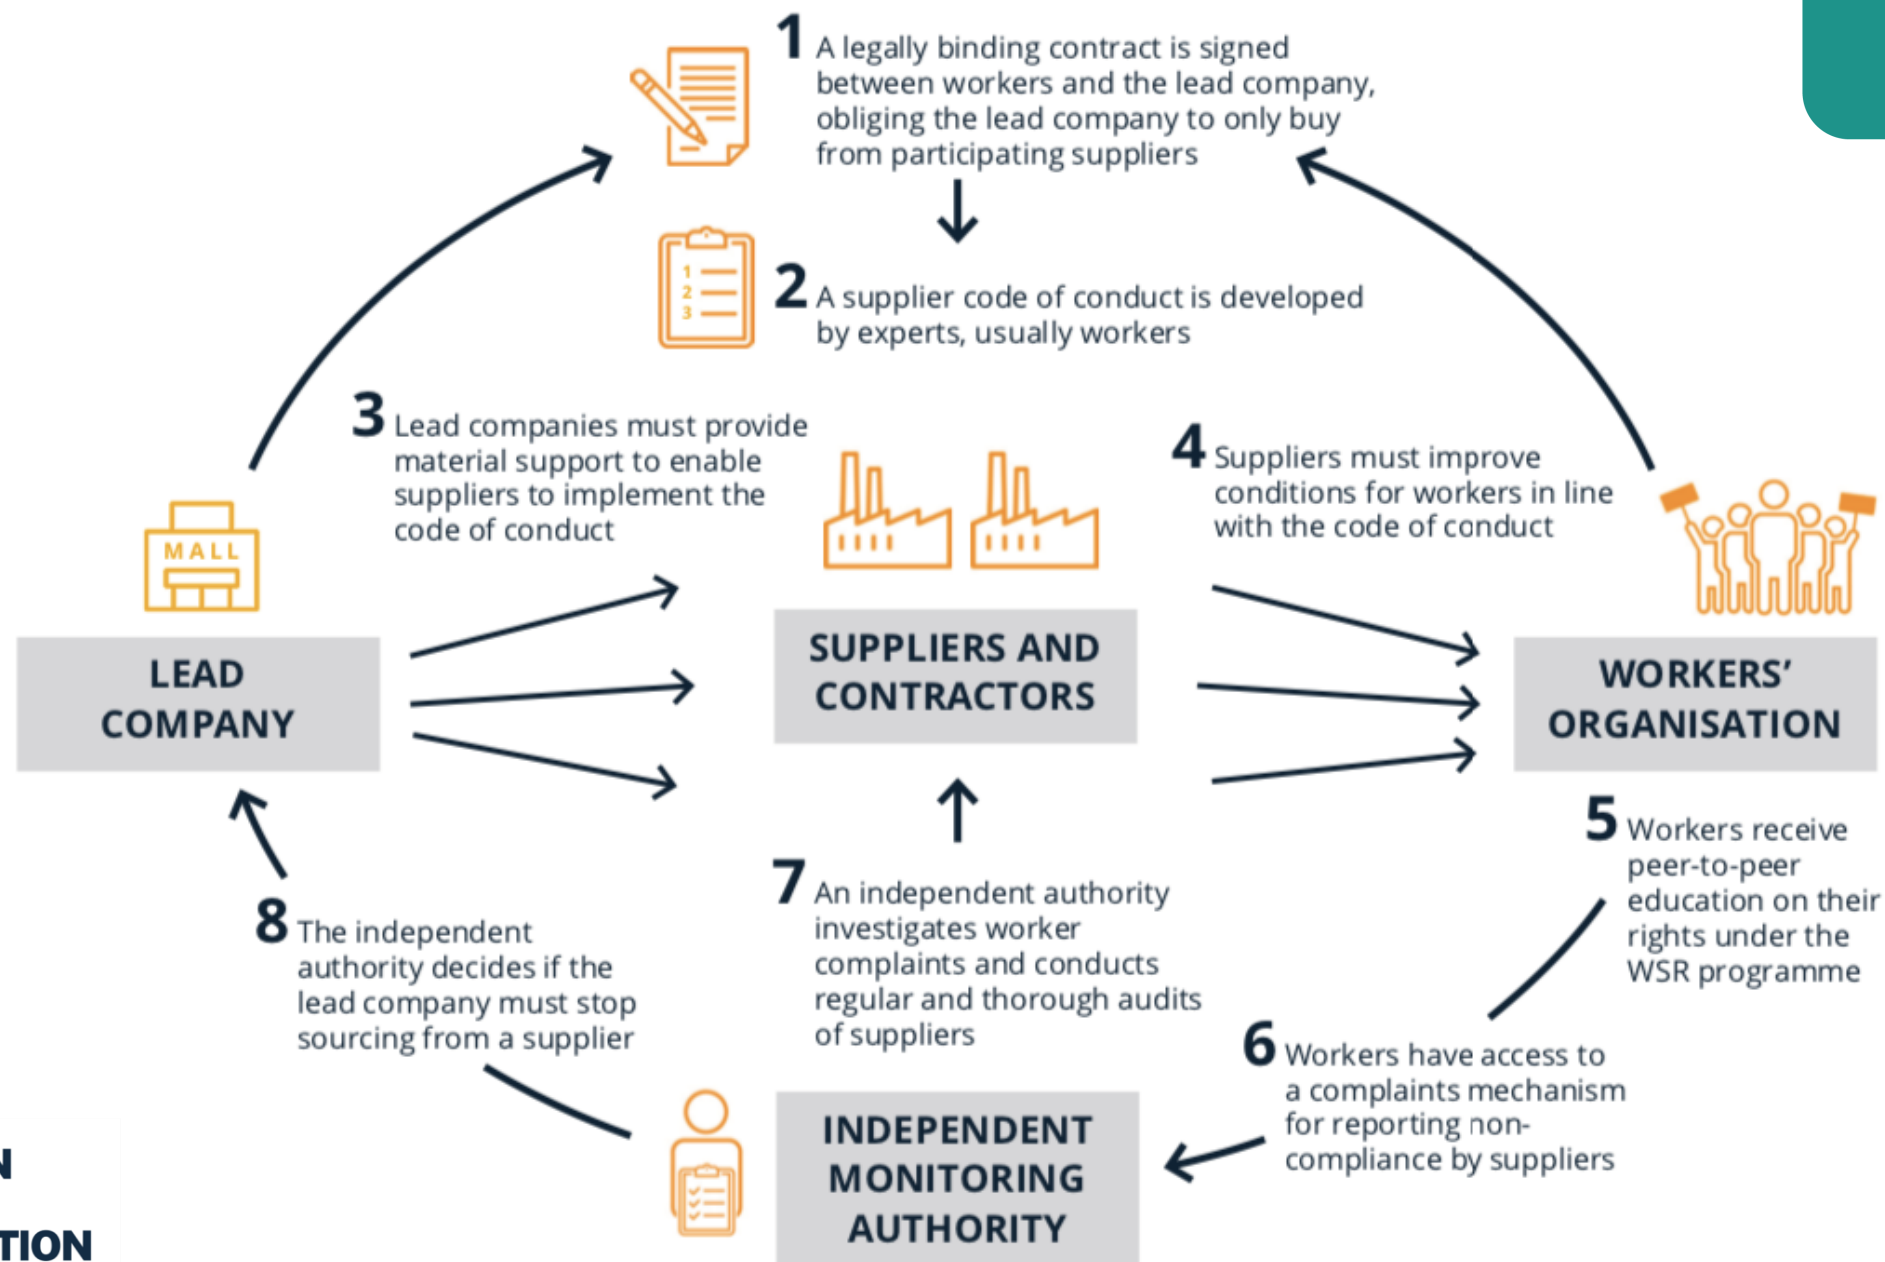 1 A legally binding contract is signed
between workers and the lead company,
obliging the lead company to only buy
from participating suppliers
1
2
3
2 A supplier code of conduct is developed
by experts, usually workers
3 Lead companies must provide
material support to enable
suppliers to implement the
code of conduct
4 Suppliers must improve
conditions for workers in line
with the code of conduct
MALL
LEAD
COMPANY
SUPPLIERS AND
CONTRACTORS
WORKERS'
ORGANISATION
5 Workers receive
peer-to-peer
education on their
rights under the
WSR programme
6 Workers have access to
a complaints mechanism
for reporting non-
compliance by suppliers
7 An independent authority
investigates worker
complaints and conducts
regular and thorough audits
of suppliers
8 The independent
authority decides if the
lead company must stop
sourcing from a supplier
INDEPENDENT
MONITORING
AUTHORITY
N
TION